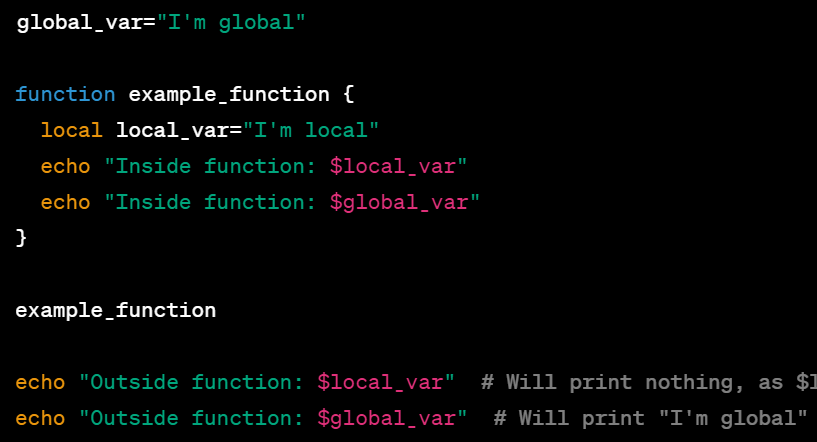 global_var="I'm global"
function example_function {
local local_var="I'm local"
echo "Inside function: $local_var"
echo "Inside function: $global_var"
}
example_function
echo "Outside function: $local_var" # Will print nothing, as $l
echo "Outside function: $global_var" # Will print "I'm global"